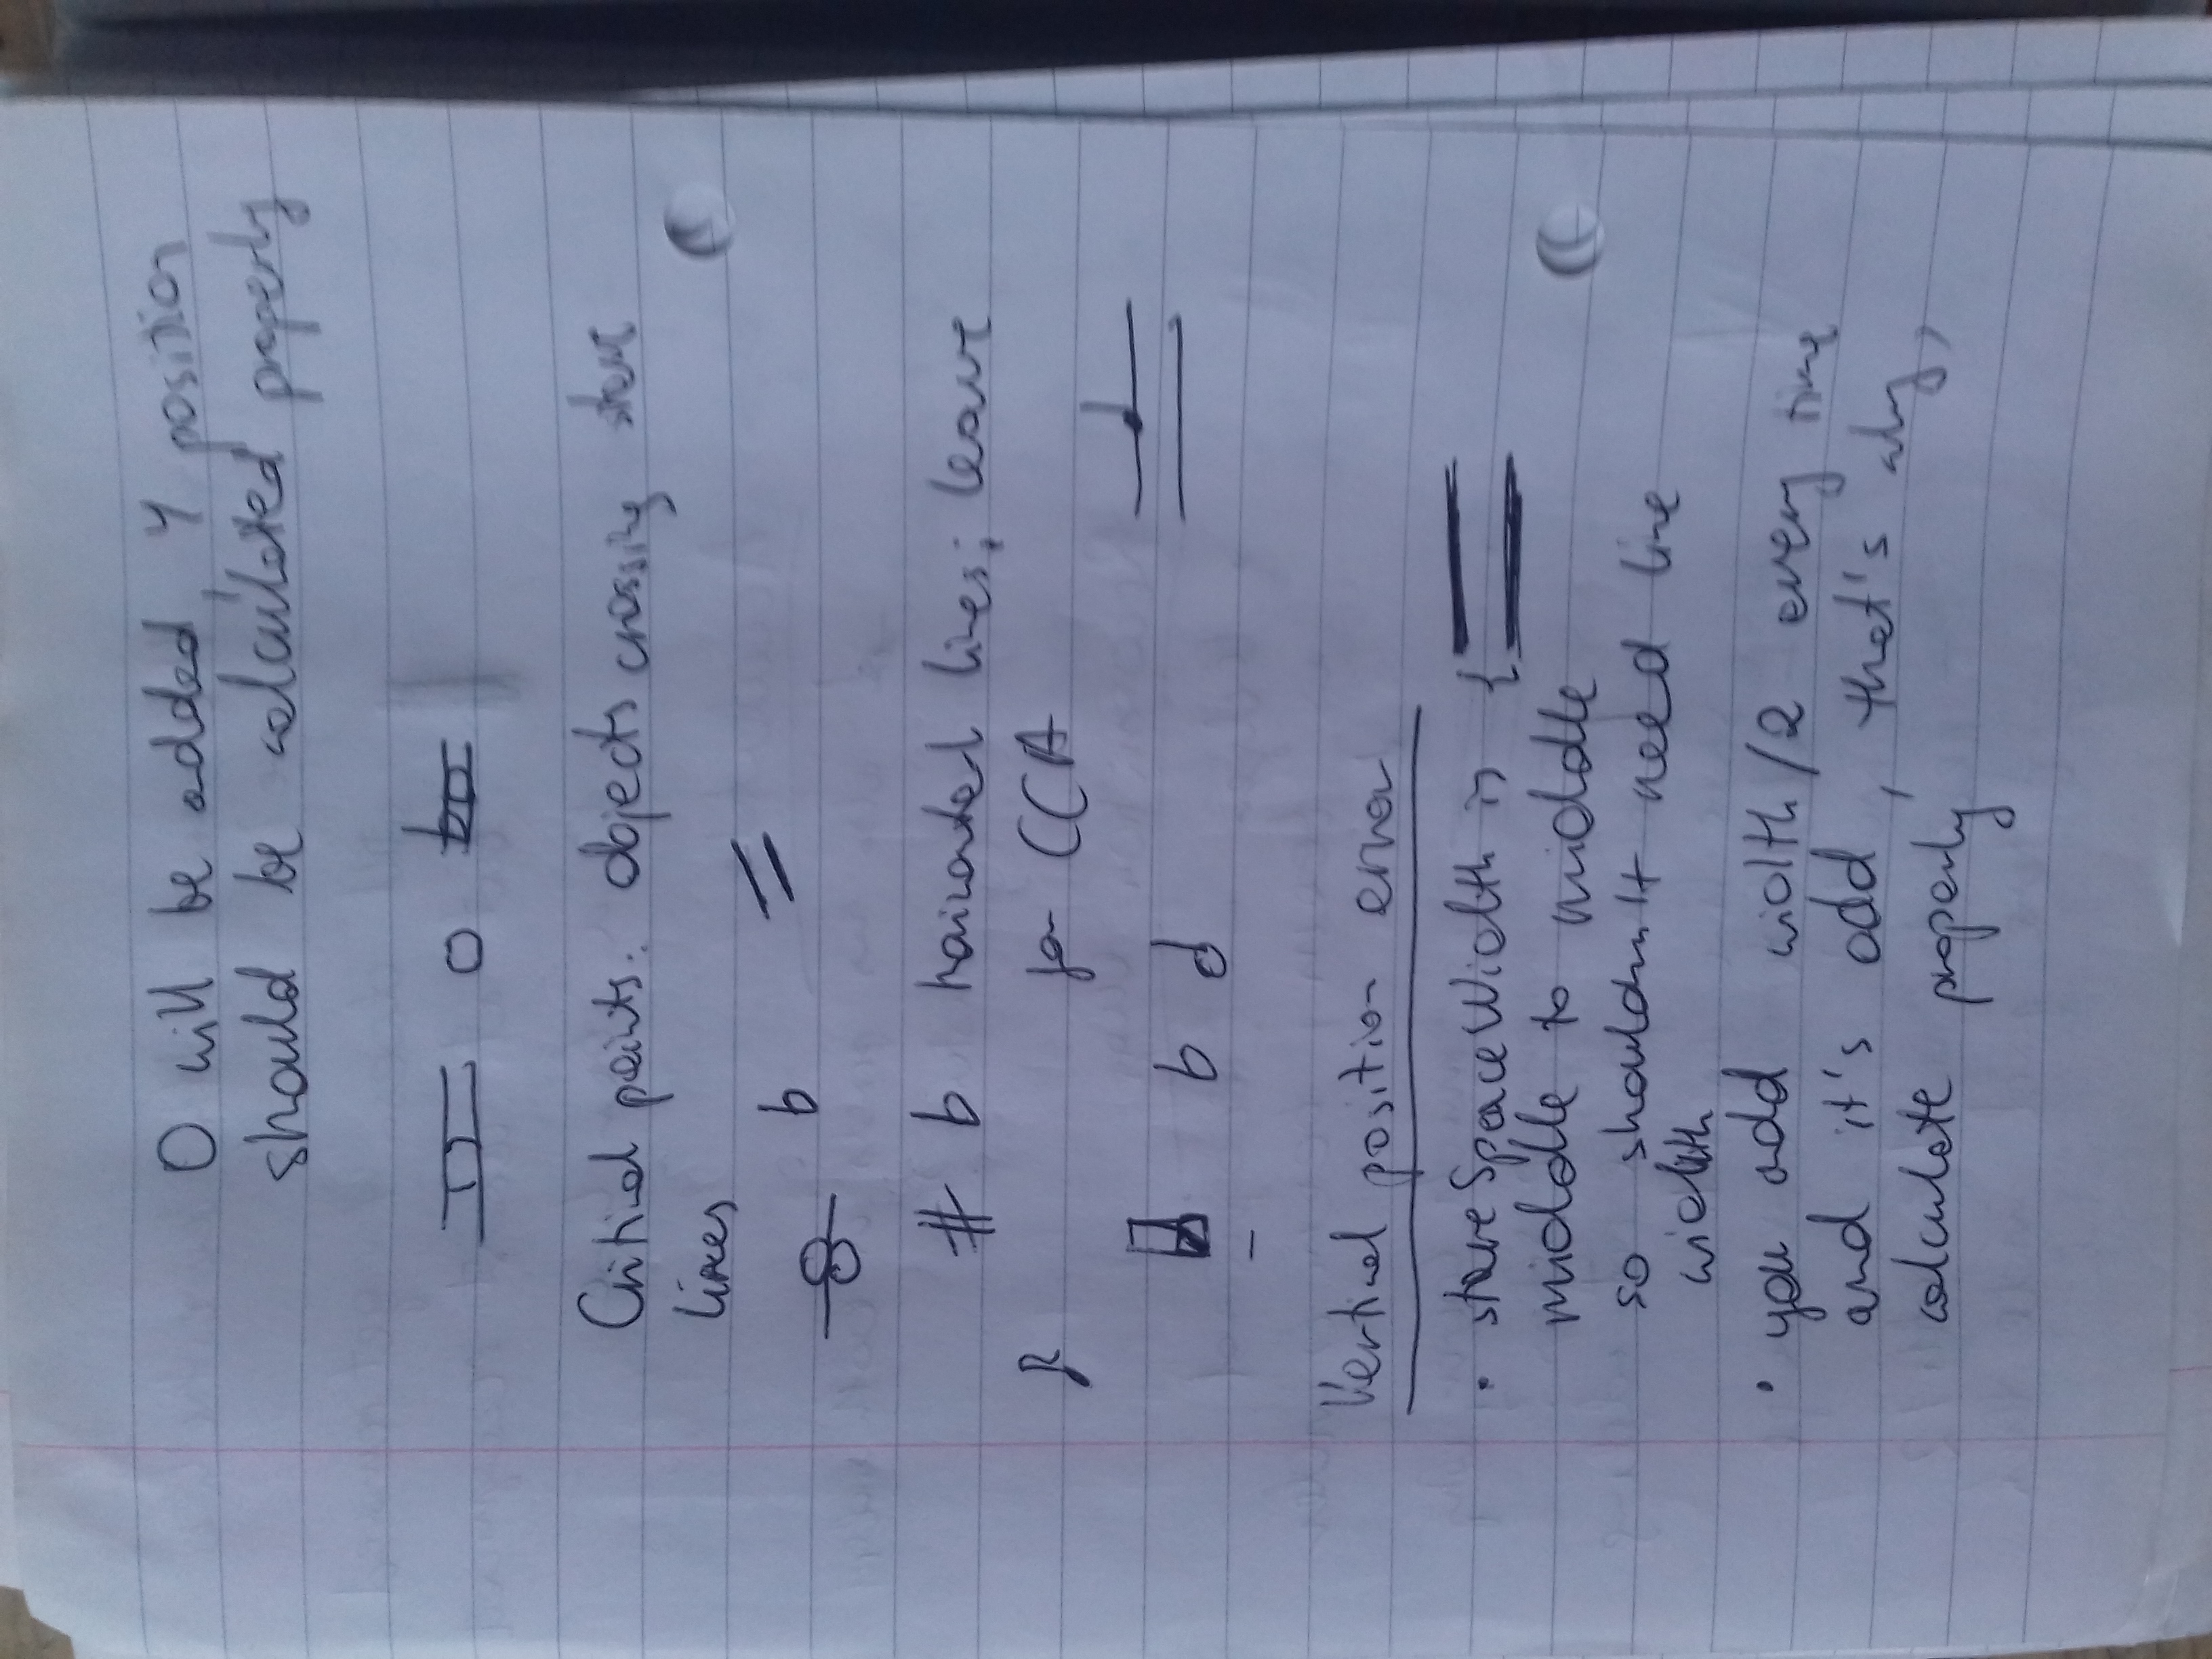 O will be added, Y position
should be calculated properly
Critical points: objects crossing stave
lines
b
# b horizontal lines; leave
for CCA
b d
Vertical position error
• staveSpaceWidth is {
middle to middle
so shouldn't need line
width
• you add width/2 every time
and it's odd, that's why,
calculate properly